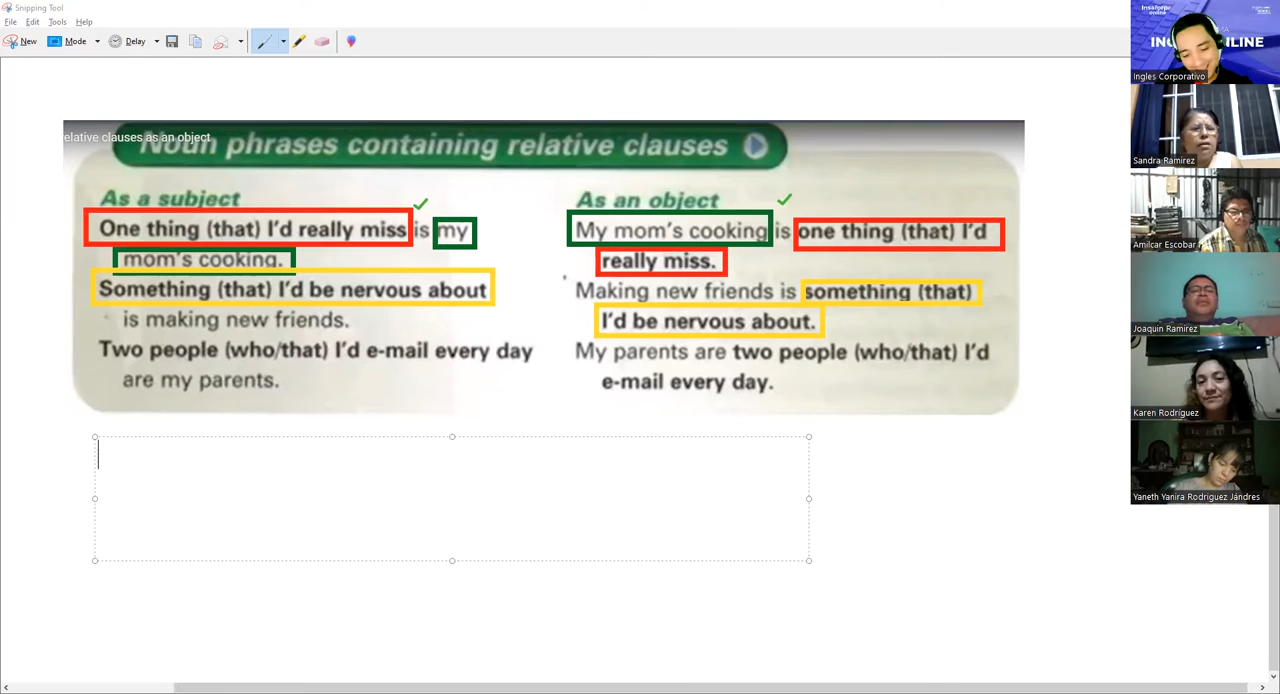 Snipping Tool
File Edit Tools Help
New Mode Delay
elative clauses as an object
Noun phrases containing relative clauses
As a subject
One thing (that) I'd really miss is my
mom's cooking.
Something (that) I'd be nervous about
is making new friends.
Two people (who/that) I'd e-mail every day
are my parents.
As an object
My mom's cooking is one thing (that) I'd
really miss.
Making new friends is something (that)
I'd be nervous about.
My parents are two people (who/that) I'd
e-mail every day.
Insaforp
online
Ingles Corporativo
Sandra Ramirez
Amilcar Escobar
Joaquin Ramirez
Karen Rodríguez
Yaneth Yanira Rodriguez Jándres